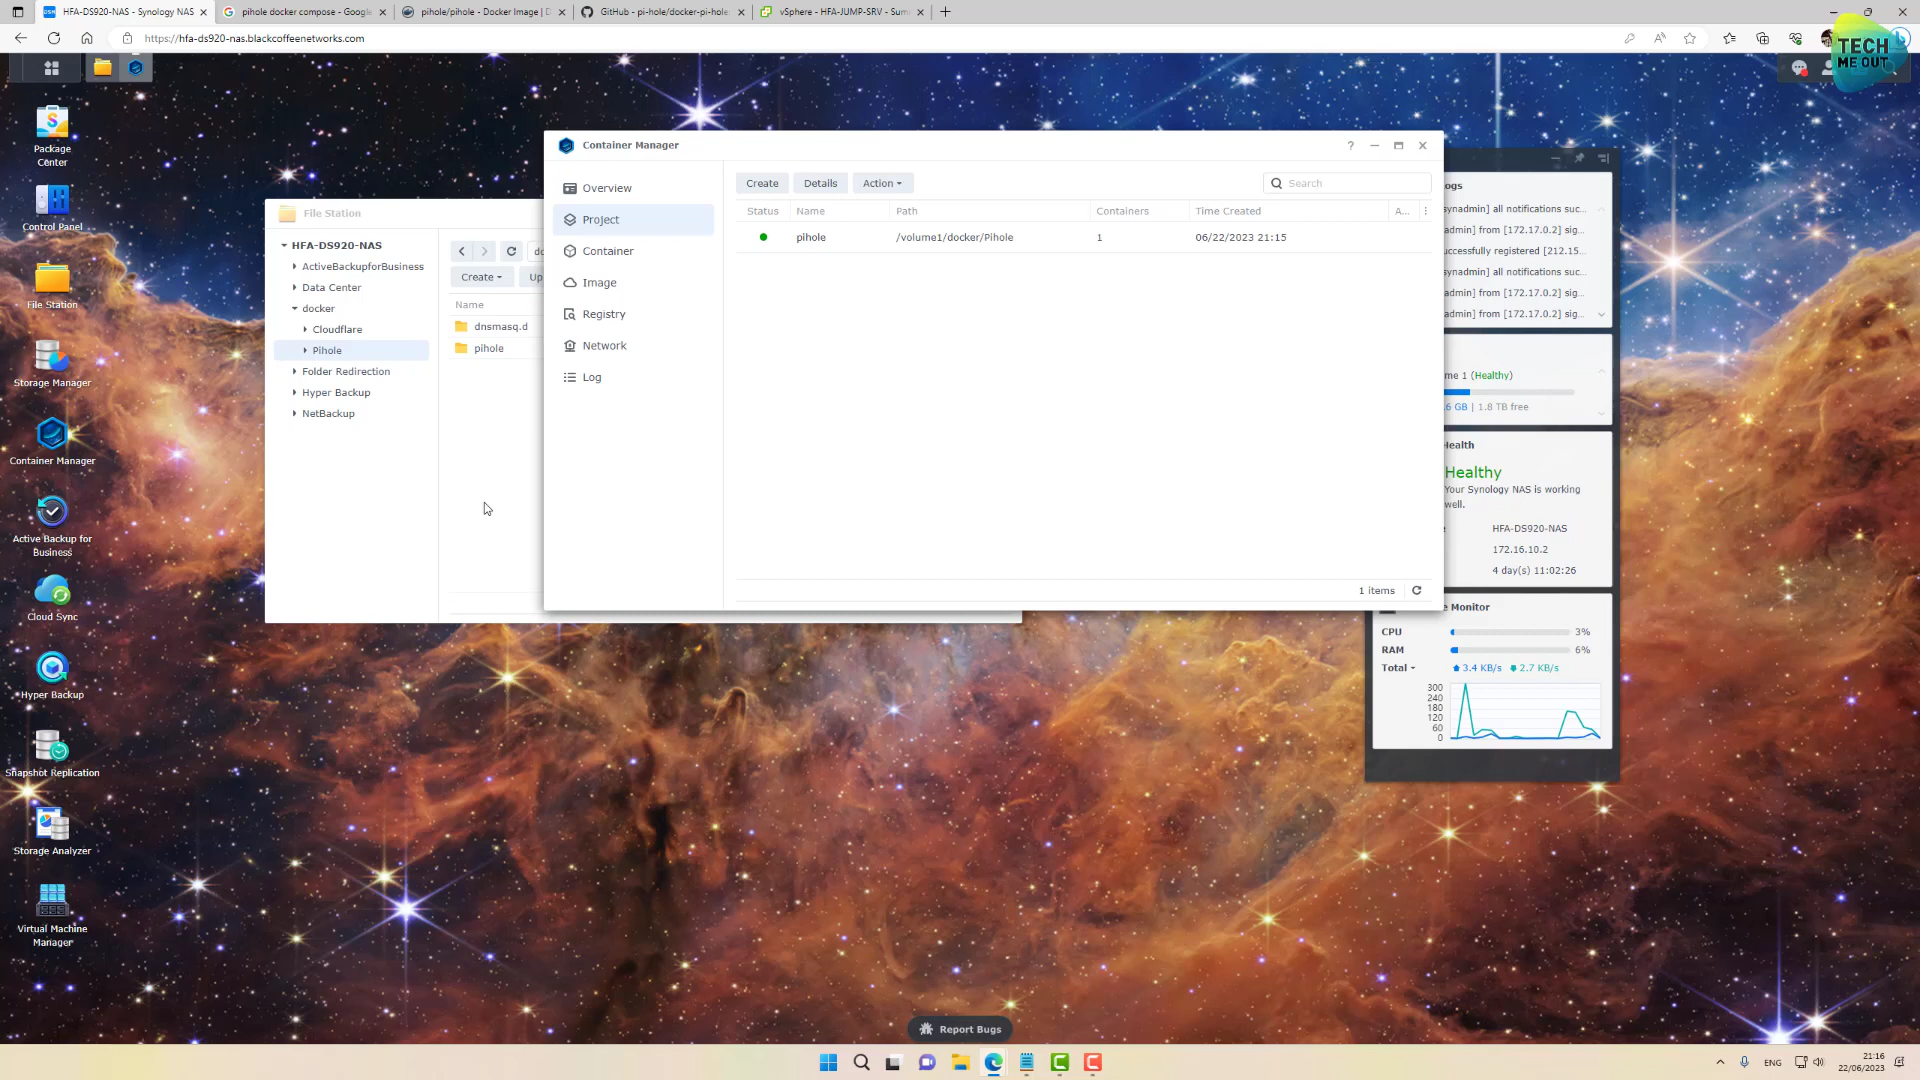 HFA-DS920-NAS - Synology NAS
pihole docker compose - Google
pihole/pihole - Docker Image | D
GitHub - pi-hole/docker-pi-hole:
vSphere - HFA-JUMP-SRV - Sum
https://hfa-ds920-nas.blackcoffeenetworks.com
TECH
ME OUT
Package
Center
Control Panel
File Station
Storage Manager
Container Manager
Active Backup for
Business
Cloud Sync
Hyper Backup
Snapshot Replication
Storage Analyzer
Virtual Machine
Manager
File Station
HFA-DS920-NAS
ActiveBackupforBusiness
Data Center
docker
Cloudflare
Pihole
Folder Redirection
Hyper Backup
NetBackup
do
Create
Up
Name
dnsmasq.d
pihole
Container Manager
Overview
Project
Container
Image
Registry
Network
Log
Create
Details
Action
Search
Status
Name
Path
Containers
Time Created
A...
pihole
/volume1/docker/Pihole
1
06/22/2023 21:15
1 items
ogs
synadmin] all notifications suc...
admin] from [172.17.0.2] sig...
uccessfully registered [212.15...
synadmin] all notifications suc...
admin] from [172.17.0.2] sig...
admin] from [172.17.0.2] sig...
me 1 (Healthy)
.6 GB | 1.8 TB free
Health
Healthy
Your Synology NAS is working
well.
HFA-DS920-NAS
172.16.10.2
4 day(s) 11:02:26
e Monitor
CPU
3%
RAM
6%
Total
3.4 KB/s
2.7 KB/s
300
240
180
120
60
0
Report Bugs
ENG
21:16
22/06/2023